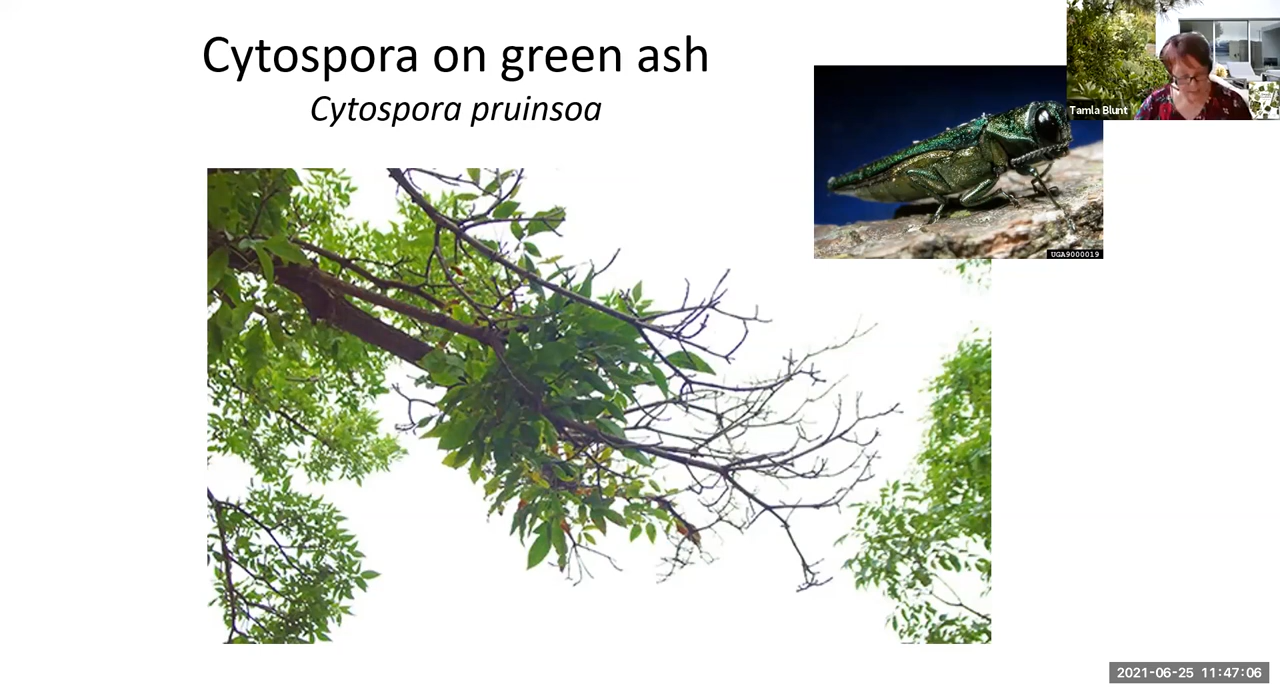 Cytospora on green ash
Cytospora pruinsoa
Tamla Blunt
UGA9000019
2021-06-25 11:47:06